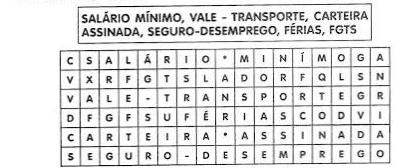 SALÁRIO MÍNIMO, VALE - TRANSPORTE, CARTEIRA
ASSINADA, SEGURO-DESEMPREGO, FÉRIAS, FGTS
C S A L Á R I O * M I N Í M O G A
V X R F G T S L A D O R F Q L S N
V A L E - T R A N S P O R T E G R
D F G F S U F É R I A S C O D V I
C A R T E I R A * A S S I N A D A
S E G U R O - D E S E M P R E G O